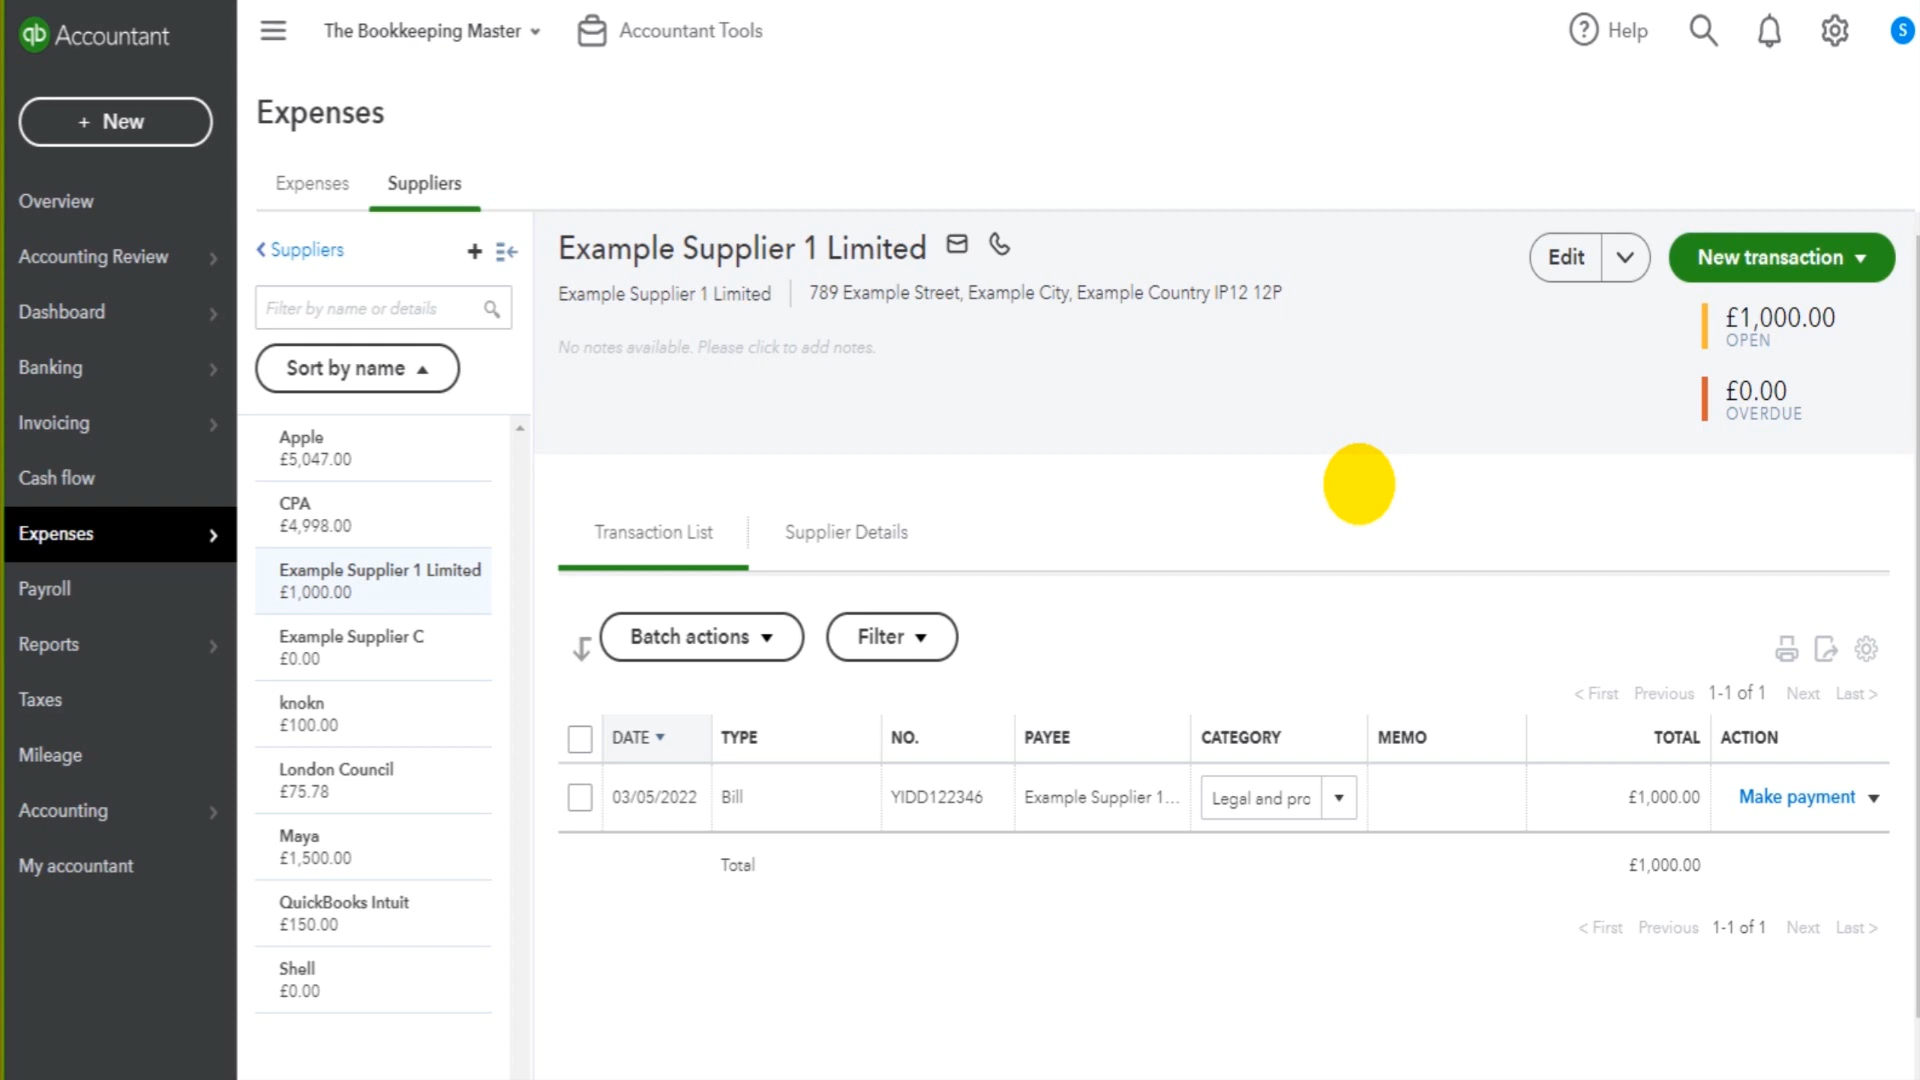 qb Accountant
The Bookkeeping Master
Accountant Tools
? Help
S
+ New
Overview
Accounting Review
Dashboard
Banking
Invoicing
Cash flow
Expenses
Payroll
Reports
Taxes
Mileage
Accounting
My accountant
Expenses
Expenses Suppliers
< Suppliers
Filter by name or details
Sort by name
Apple
£5,047.00
CPA
£4,998.00
Example Supplier 1 Limited
£1,000.00
Example Supplier C
£0.00
knokn
£100.00
London Council
£75.78
Maya
£1,500.00
QuickBooks Intuit
£150.00
Shell
£0.00
Example Supplier 1 Limited
Example Supplier 1 Limited 789 Example Street, Example City, Example Country IP12 12P
No notes available. Please click to add notes.
Edit
New transaction
£1,000.00
OPEN
£0.00
OVERDUE
Transaction List Supplier Details
Batch actions Filter
< First Previous 1-1 of 1 Next Last >
DATE TYPE NO. PAYEE CATEGORY MEMO TOTAL ACTION
03/05/2022 Bill YIDD122346 Example Supplier 1... Legal and pro £1,000.00 Make payment
Total £1,000.00
< First Previous 1-1 of 1 Next Last >